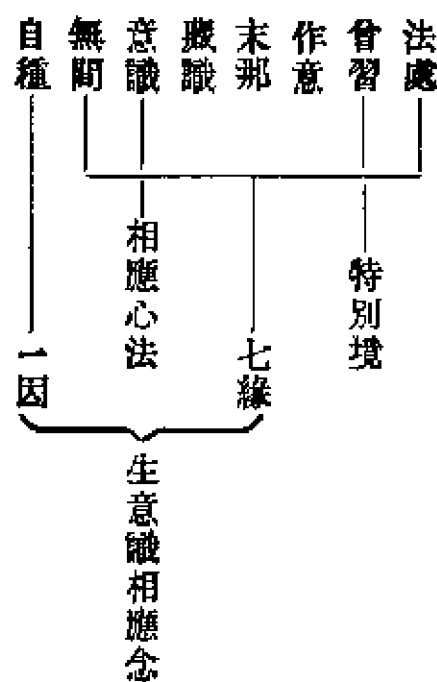 法處
曾習
作意
末那
藏識
意識
無間
自種
特別境
相應心法
七緣
一因
生意識相應念